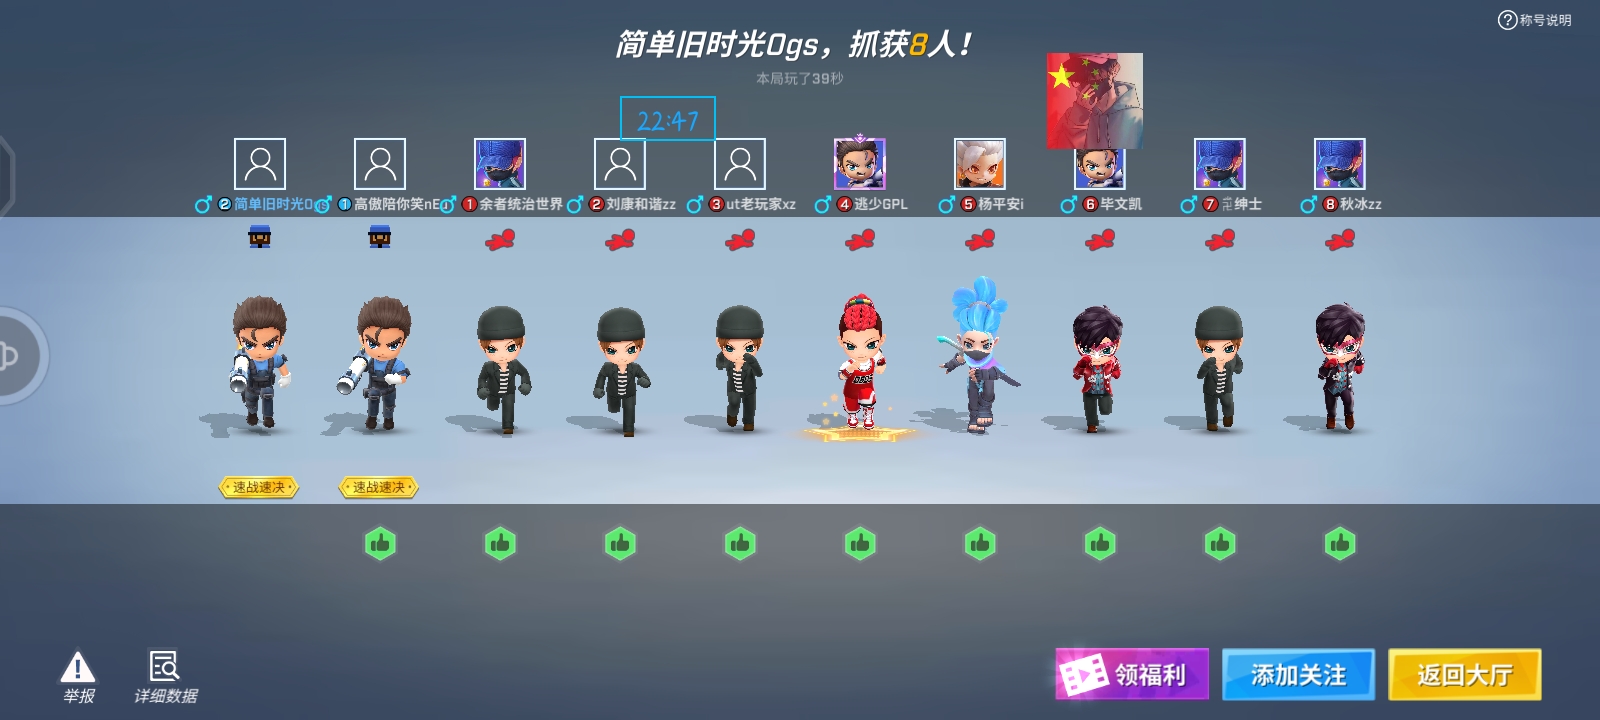 ?称号说明
简单旧时光Ogs，抓获8人！
本局玩了39秒
22:47
2 简单旧时光Og
1 高傲陪你笑nE
1 余者统治世界
2 刘康和谐zz
3 ut老玩家xz
4 逃少GPL
5 杨平安i
6 毕文凯
7 绅士
8 秋冰zz
速战速决
速战速决
举报
详细数据
领福利
添加关注
返回大厅